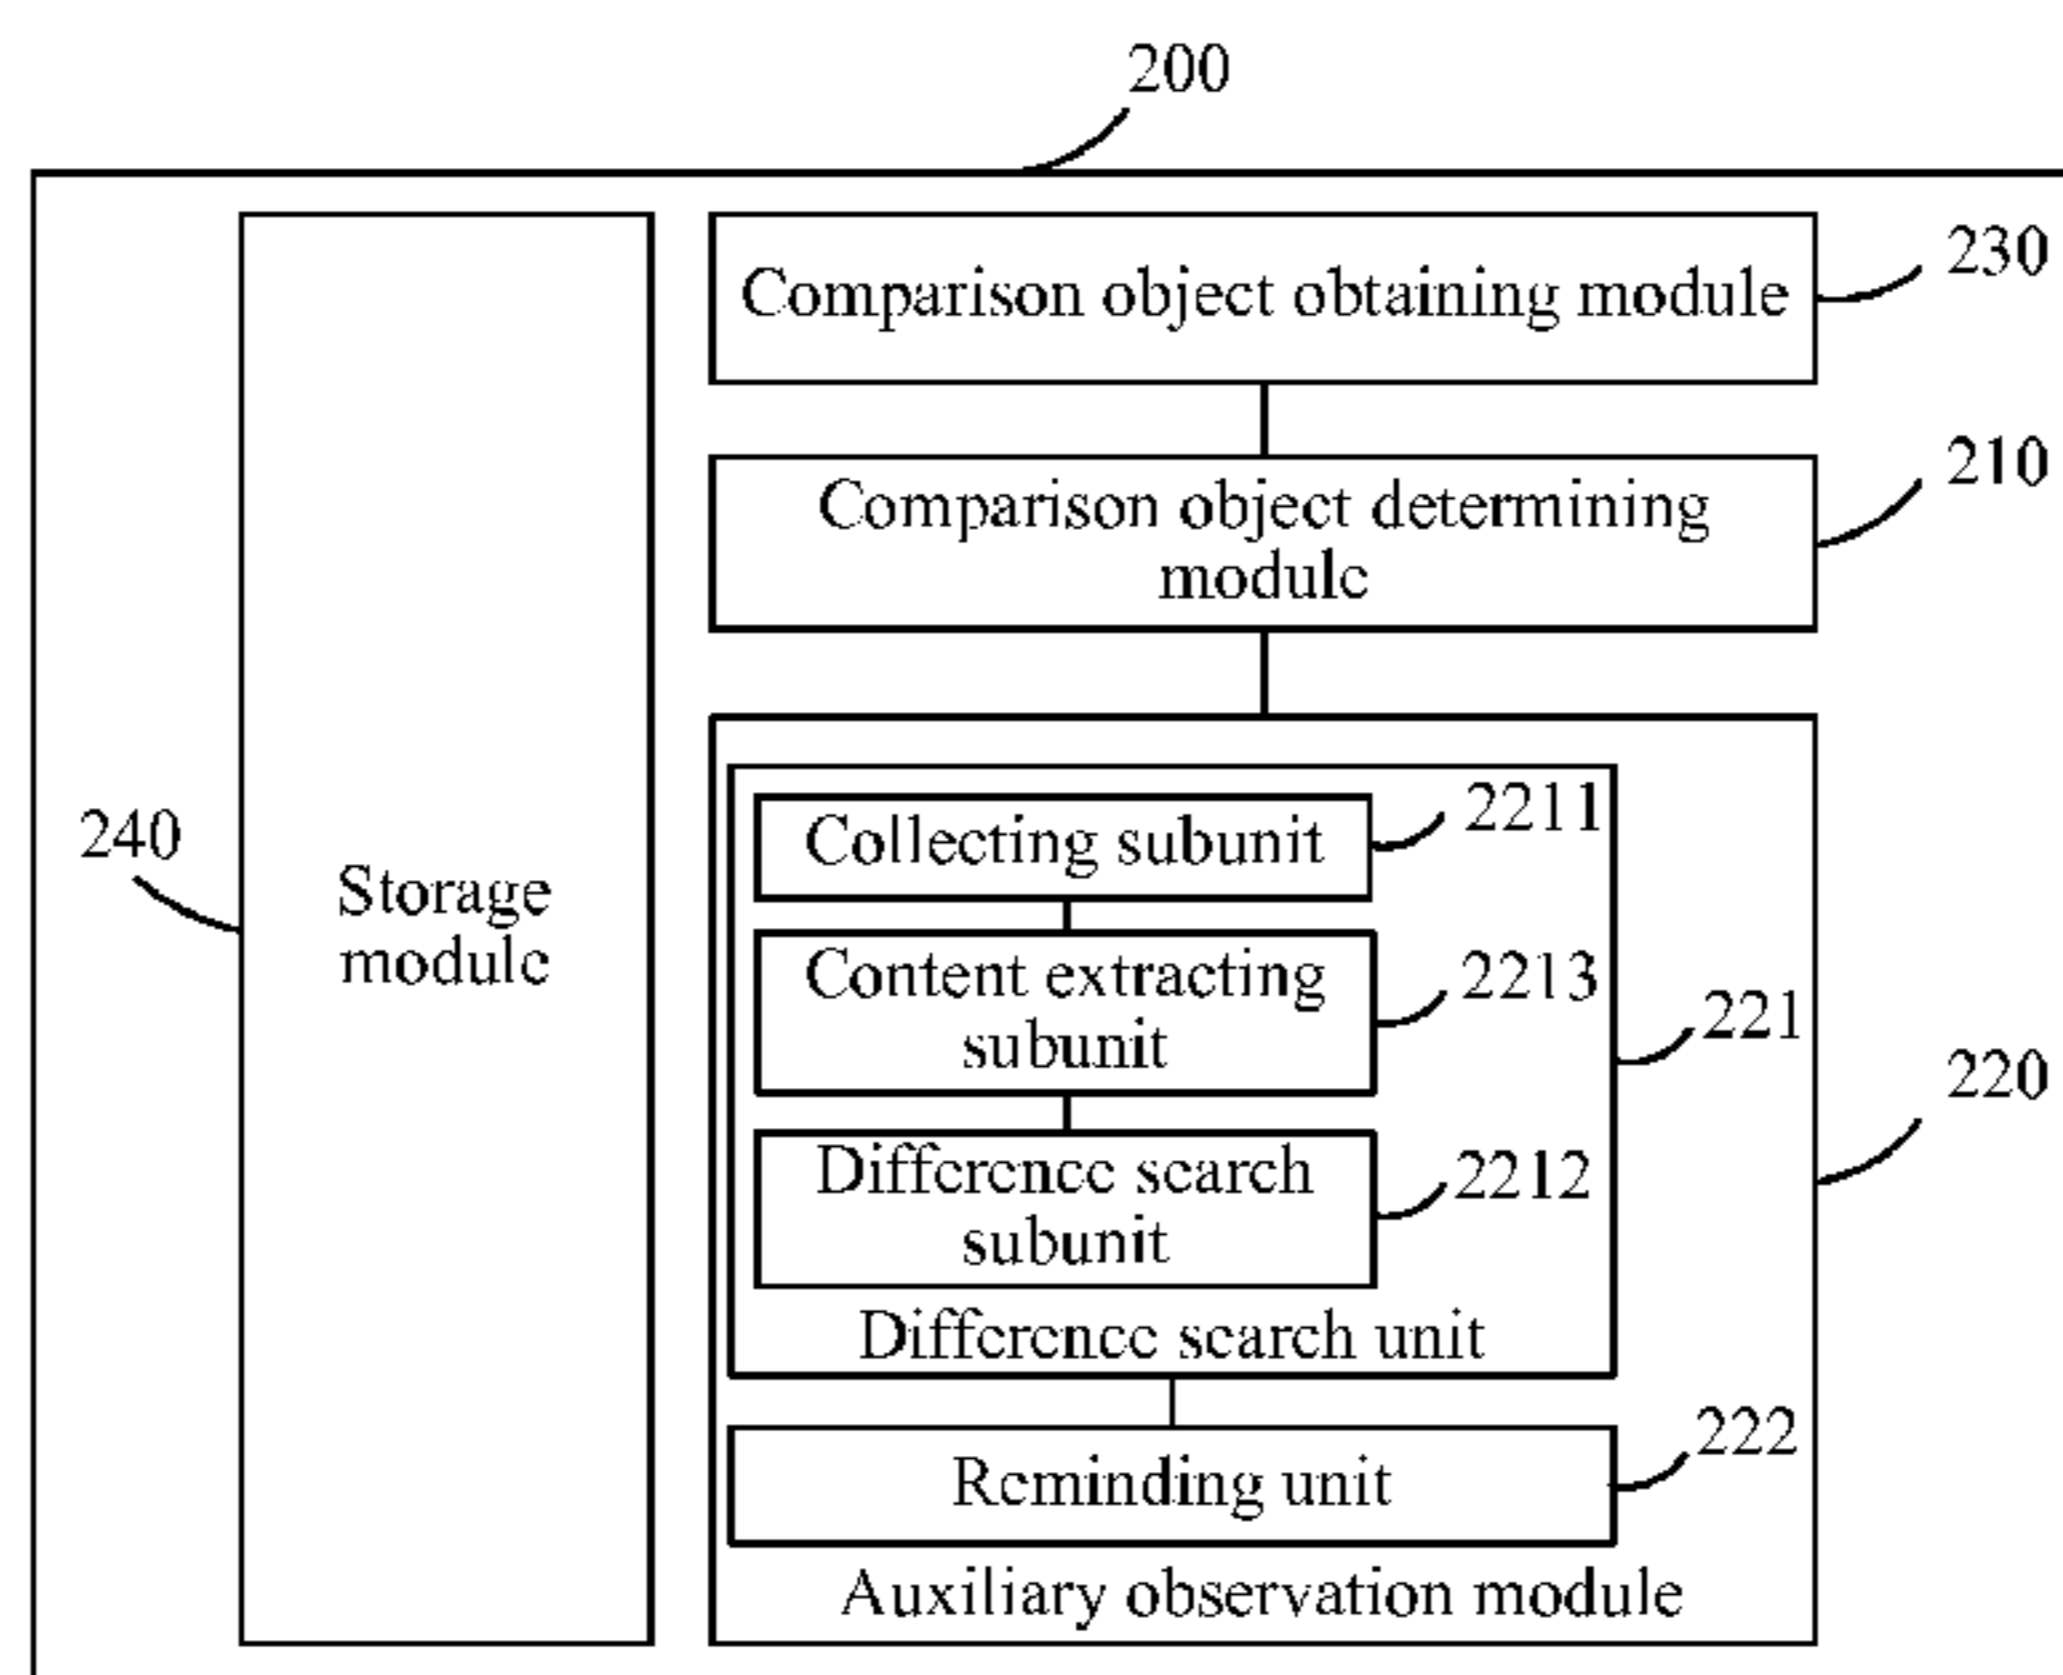 200
Comparison object obtaining module
230
Comparison object determining
module
210
240
Storage
module
Collecting subunit
2211
Content extracting
subunit
2213
221
220
Difference search
subunit
2212
Difference search unit
Reminding unit
222
Auxiliary observation module